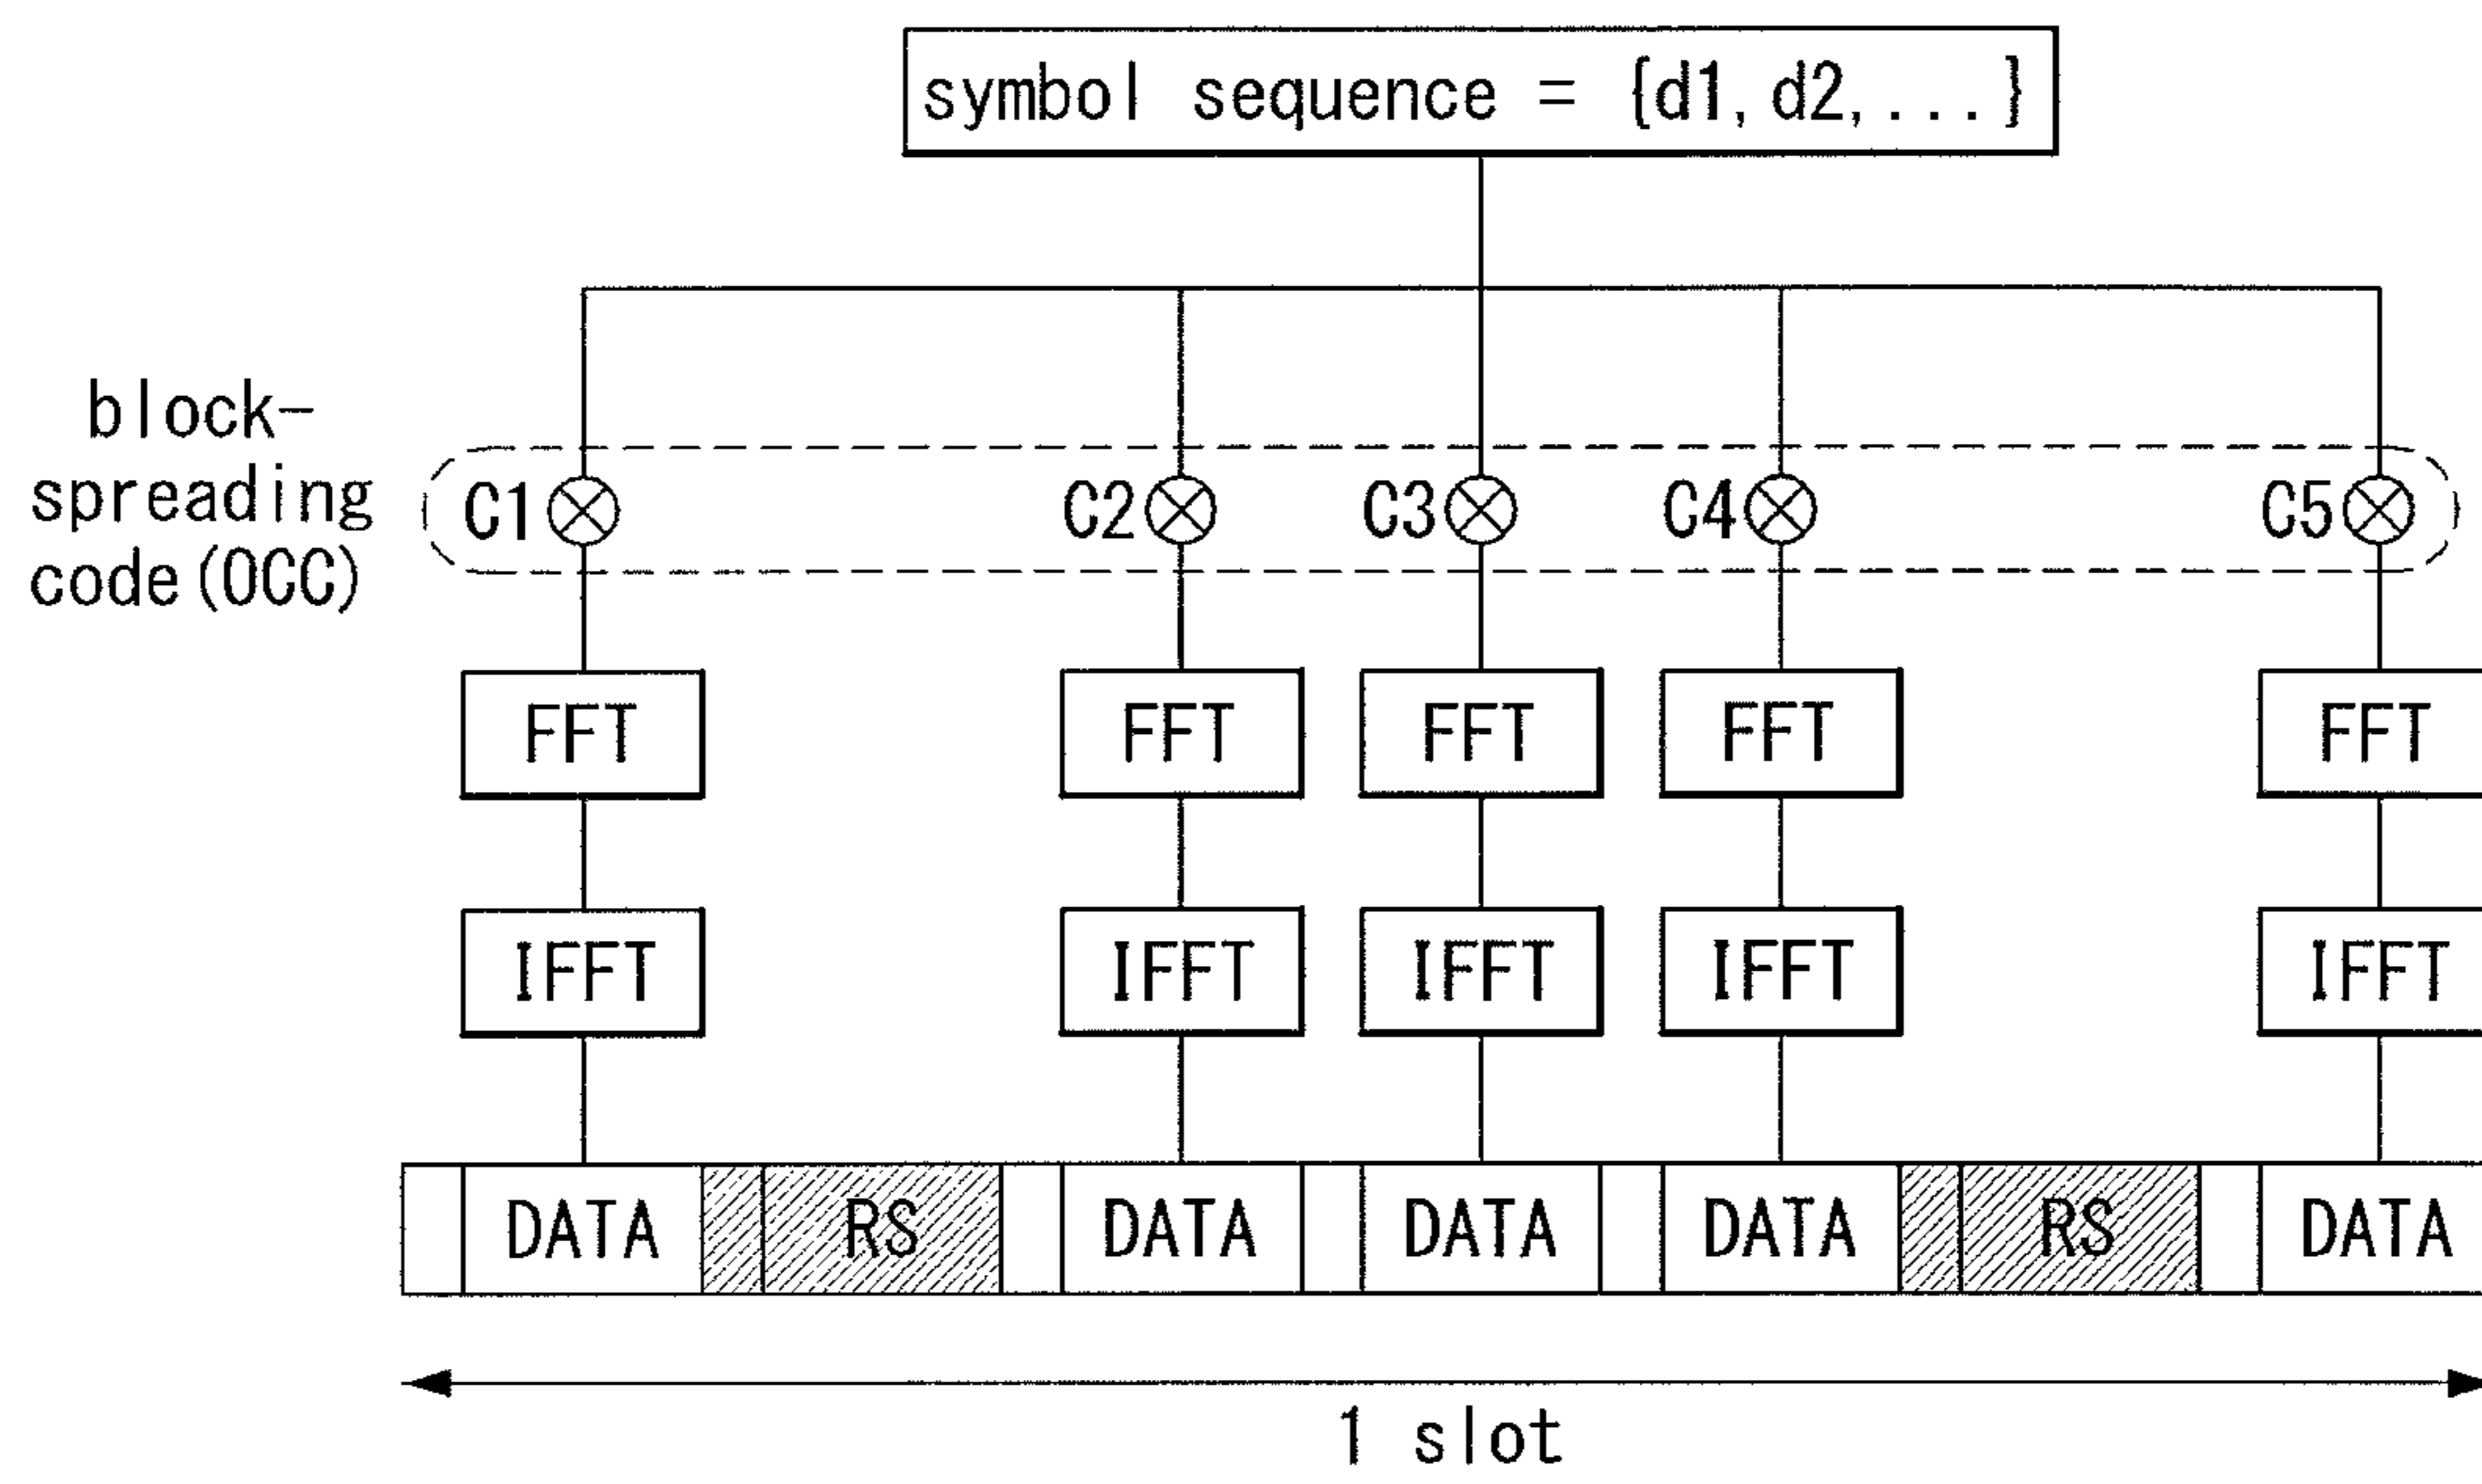 symbol sequence = {d1, d2, ...}
block-
spreading
code(OCC)
C1 C2 C3 C4 C5
FFT FFT FFT FFT FFT
IFFT IFFT IFFT IFFT IFFT
DATA RS DATA DATA DATA RS DATA
1 slot